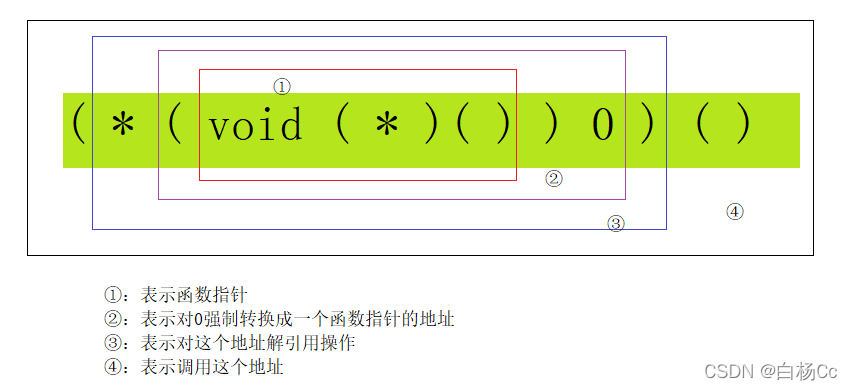 ①
( * ( void ( * )( ) ) 0 ) ( )
②
③
④
①：表示函数指针
②：表示对0强制转换成一个函数指针的地址
③：表示对这个地址解引用操作
④：表示调用这个地址
CSDN @白杨Cc